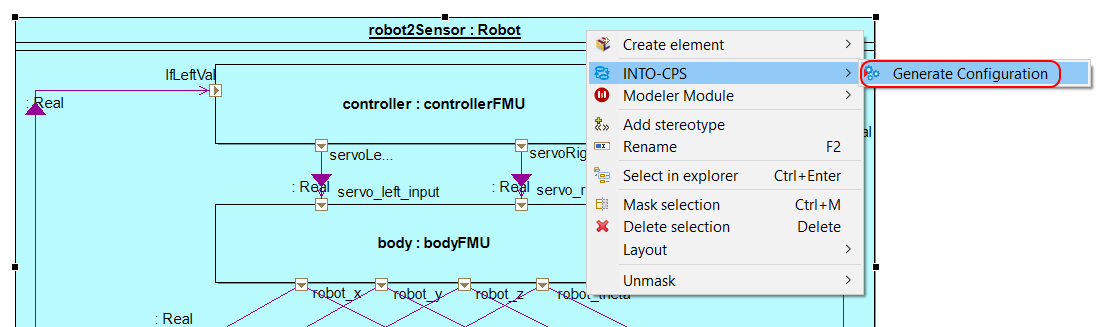 robot2Sensor : Robot
lfLeftVal
: Real
controller : controllerFMU
servoLe...
servoRig
: Real
servo_left_input
: Real
servo_r
body : bodyFMU
robot_x
robot_y
robot_z
robot_theta
: Real
al
Create element
INTO-CPS
Generate Configuration
Modeler Module
Add stereotype
Rename F2
Select in explorer Ctrl+Enter
Mask selection Ctrl+M
Delete selection Delete
Layout
Unmask